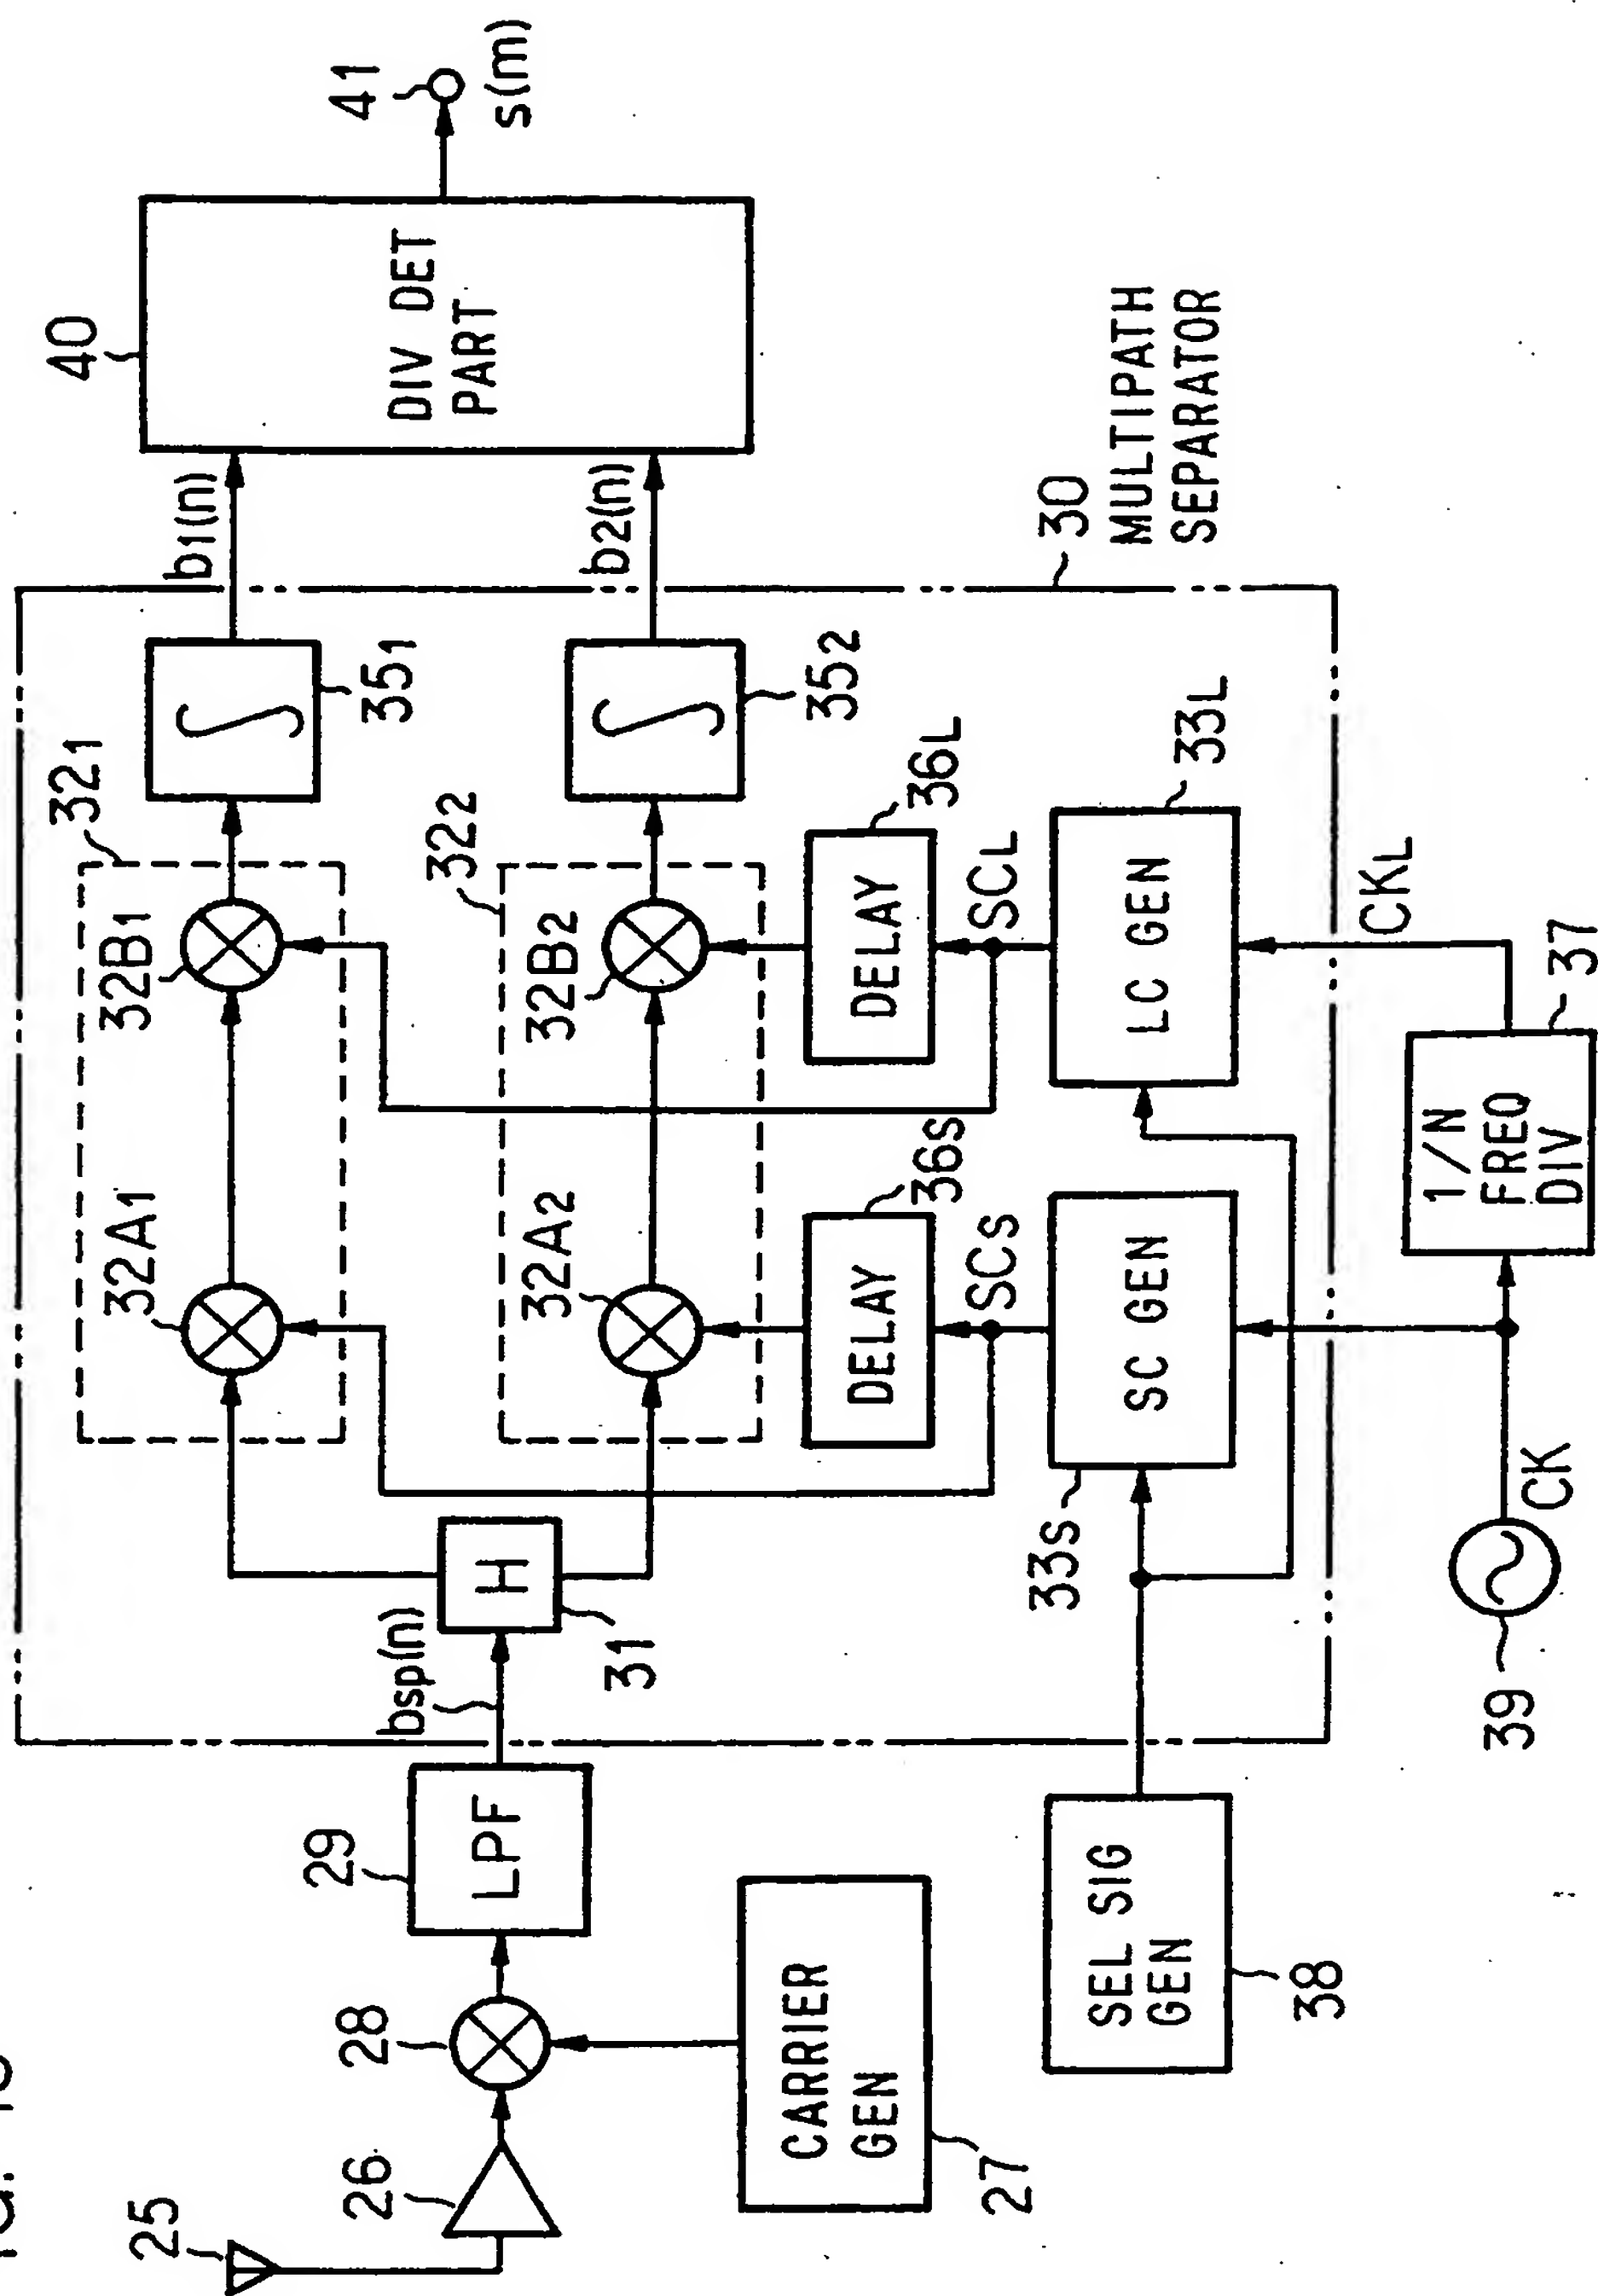 41
s(m)
40
DIV DET
PART
b1(n)
b2(n)
30
MULTIPATH
SEPARATOR
321
351
32B1
32A1
322
352
32B2
32A2
36L
DELAY
SCL
33L
LC GEN
CKL
36S
DELAY
SCS
33S
SC GEN
37
1/N
FREQ
DIV
CK
39
H
31
bsp(n)
29
LPF
28
26
25
CARRIER
GEN
27
SEL SIG
GEN
38